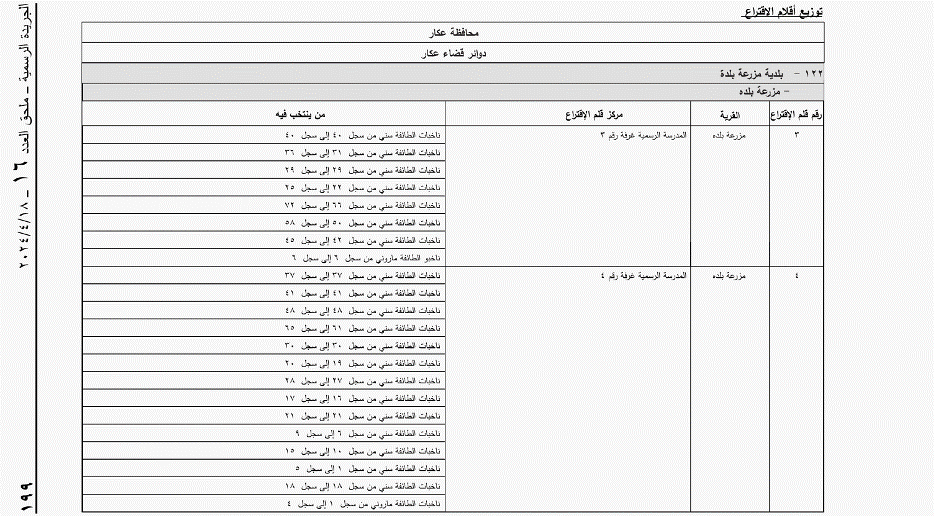 الجريدة الرسمية – ملحق العدد ١٦ – ٢٠٢٤/٤/١٨
توزيع أقلام الإقتراع
محافظة عكار
دوائر قضاء عكار
١٢٢ – بلدية مزرعة بلدة
– مزرعة بلده
رقم قلم الإقتراع القرية مركز قلم الإقتراع من ينتخب فيه
٣ مزرعة بلده المدرسة الرسمية غرفة رقم ٣ ناخبات الطائفة سني من سجل ٤٠ إلى سجل ٤٠
ناخبات الطائفة سني من سجل ٣١ إلى سجل ٣٦
ناخبات الطائفة سني من سجل ٢٩ إلى سجل ٢٩
ناخبات الطائفة سني من سجل ٢٢ إلى سجل ٢٥
ناخبات الطائفة سني من سجل ٦٦ إلى سجل ٧٢
ناخبات الطائفة سني من سجل ٥٠ إلى سجل ٥٨
ناخبات الطائفة سني من سجل ٤٢ إلى سجل ٤٥
ناخبو الطائفة ماروني من سجل ٦ إلى سجل ٦
٤ مزرعة بلده المدرسة الرسمية غرفة رقم ٤ ناخبات الطائفة سني من سجل ٣٧ إلى سجل ٣٧
ناخبات الطائفة سني من سجل ٤١ إلى سجل ٤١
ناخبات الطائفة سني من سجل ٤٨ إلى سجل ٤٨
ناخبات الطائفة سني من سجل ٦١ إلى سجل ٦٥
ناخبات الطائفة سني من سجل ٣٠ إلى سجل ٣٠
ناخبات الطائفة سني من سجل ١٩ إلى سجل ٢٠
ناخبات الطائفة سني من سجل ٢٧ إلى سجل ٢٨
ناخبات الطائفة سني من سجل ١٦ إلى سجل ١٧
ناخبات الطائفة سني من سجل ٢١ إلى سجل ٢١
ناخبات الطائفة سني من سجل ٦ إلى سجل ٩
ناخبات الطائفة سني من سجل ١٠ إلى سجل ١٥
ناخبات الطائفة سني من سجل ١ إلى سجل ٥
ناخبات الطائفة سني من سجل ١٨ إلى سجل ١٨
ناخبات الطائفة ماروني من سجل ١ إلى سجل ٤
١٩٩